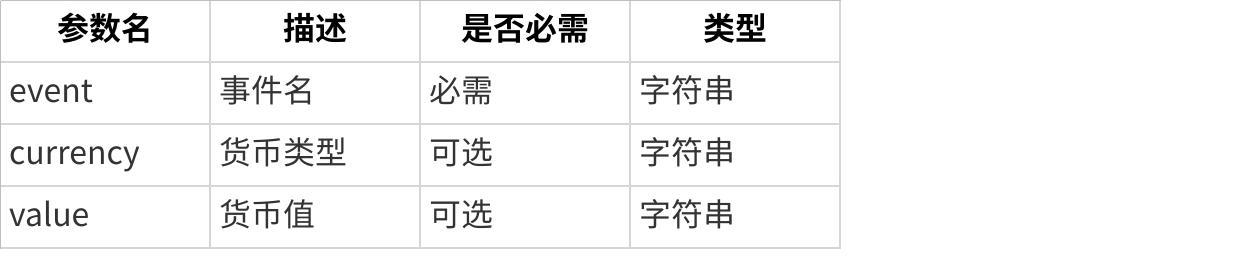 参数名 描述 是否必需 类型
event 事件名 必需 字符串
currency 货币类型 可选 字符串
value 货币值 可选 字符串